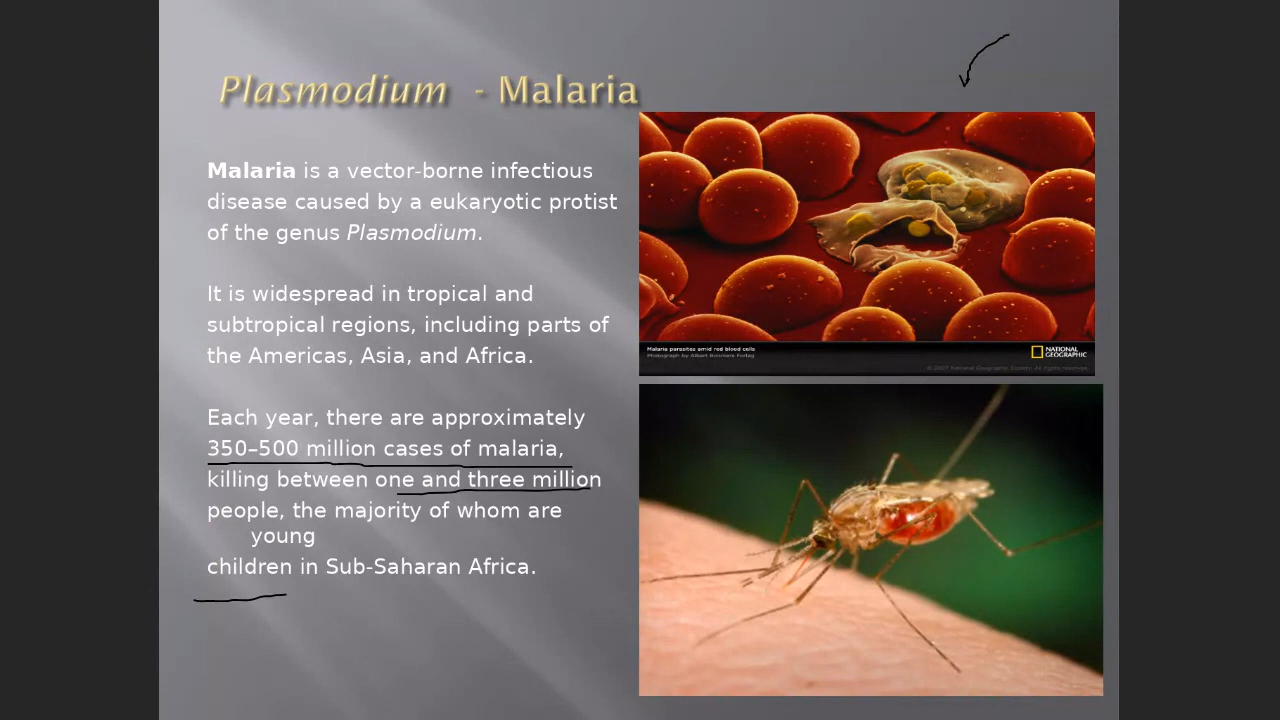 Plasmodium - Malaria
Malaria is a vector-borne infectious
disease caused by a eukaryotic protist
of the genus Plasmodium.
It is widespread in tropical and
subtropical regions, including parts of
the Americas, Asia, and Africa.
Each year, there are approximately
350–500 million cases of malaria,
killing between one and three million
people, the majority of whom are
young
children in Sub-Saharan Africa.
Malaria parasites amid red blood cells
Photograph by Albert Bonniers Forlag
NATIONAL
GEOGRAPHIC
© 2007 National Geographic Society. All rights reserved.